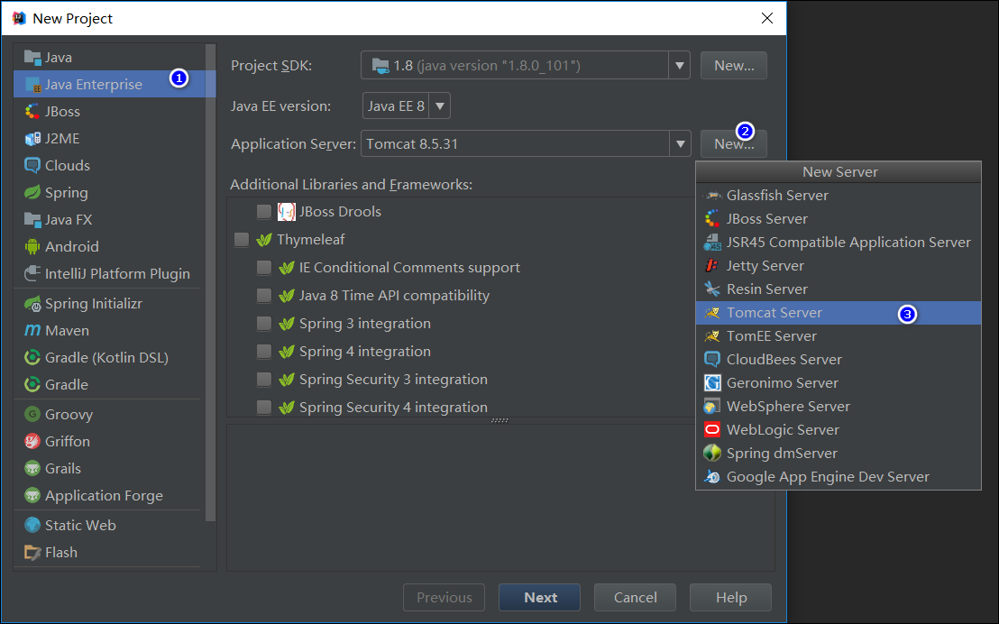 New Project
Java
Java Enterprise
1
JBoss
J2ME
Clouds
Spring
Java FX
Android
IntelliJ Platform Plugin
Spring Initializr
Maven
Gradle (Kotlin DSL)
Gradle
Groovy
Griffon
Grails
Application Forge
Static Web
Flash
Project SDK:
1.8 (java version "1.8.0_101")
New...
Java EE version:
Java EE 8
Application Server:
Tomcat 8.5.31
New...
2
Additional Libraries and Frameworks:
JBoss Drools
Thymeleaf
IE Conditional Comments support
Java 8 Time API compatibility
Spring 3 integration
Spring 4 integration
Spring Security 3 integration
Spring Security 4 integration
New Server
Glassfish Server
JBoss Server
JSR45 Compatible Application Server
Jetty Server
Resin Server
Tomcat Server
3
TomEE Server
CloudBees Server
Geronimo Server
WebSphere Server
WebLogic Server
Spring dmServer
Google App Engine Dev Server
Previous
Next
Cancel
Help